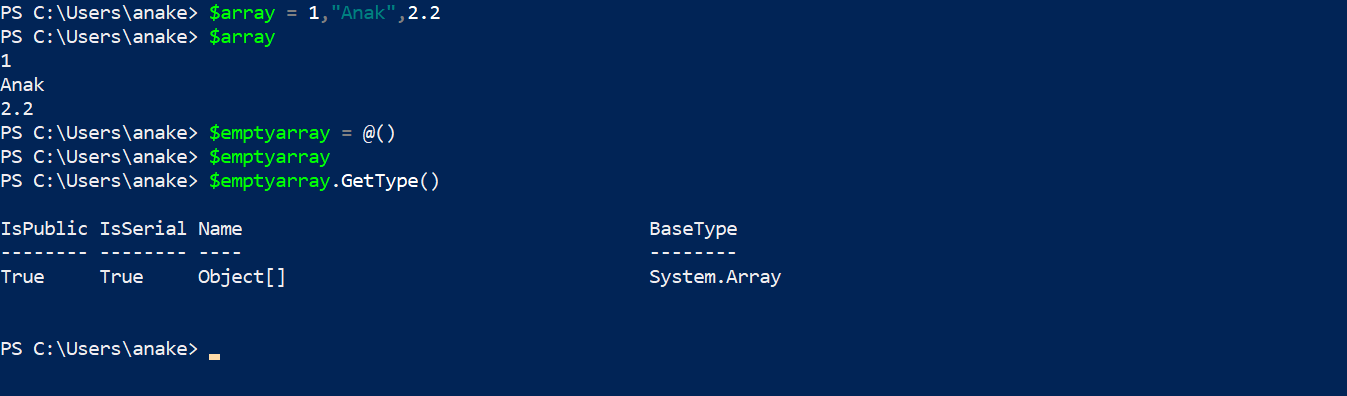 PS C:\Users\anake> $array = 1,"Anak",2.2
PS C:\Users\anake> $array
1
Anak
2.2
PS C:\Users\anake> $emptyarray = @()
PS C:\Users\anake> $emptyarray
PS C:\Users\anake> $emptyarray.GetType()
IsPublic IsSerial Name                                     BaseType
-------- -------- ----                                     --------
True     True     Object[]                                 System.Array
PS C:\Users\anake>